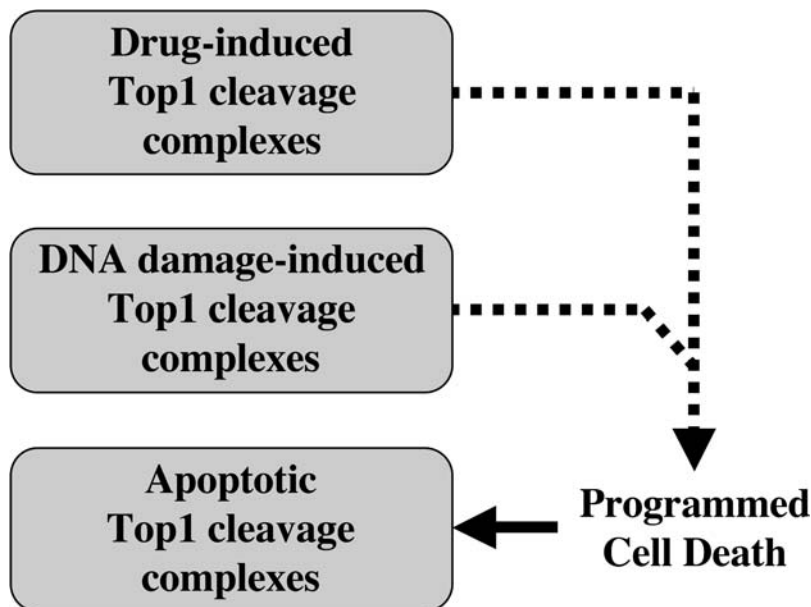 Drug-induced
Top1 cleavage
complexes
DNA damage-induced
Top1 cleavage
complexes
Apoptotic
Top1 cleavage
complexes
Programmed
Cell Death